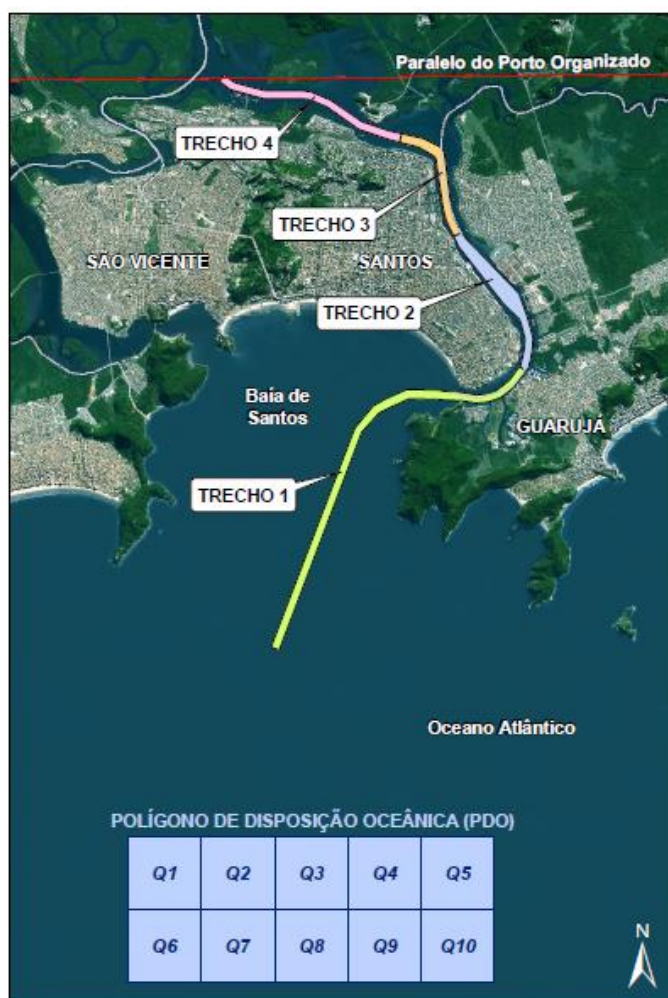 Paralelo do Porto Organizado
TRECHO 4
TRECHO 3
SÃO VICENTE
SANTOS
TRECHO 2
Baía de
Santos
GUARUJÁ
TRECHO 1
Oceano Atlântico
POLÍGONO DE DISPOSIÇÃO OCEÂNICA (PDO)
Q1 Q2 Q3 Q4 Q5
Q6 Q7 Q8 Q9 Q10
N